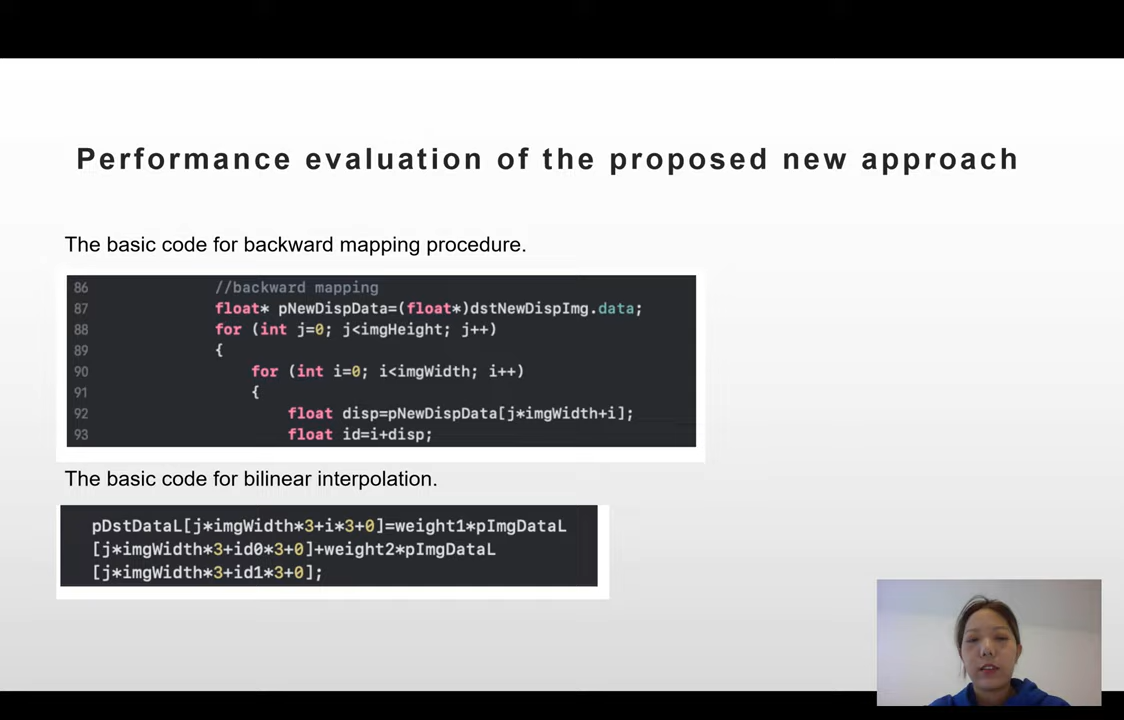 Performance evaluation of the proposed new approach
The basic code for backward mapping procedure.
86 //backward mapping
87 float* pNewDispData=(float*)dstNewDispImg.data;
88 for (int j=0; j<imgHeight; j++)
89 {
90 for (int i=0; i<imgWidth; i++)
91 {
92 float disp=pNewDispData[j*imgWidth+i];
93 float id=i+disp;
The basic code for bilinear interpolation.
pDstDataL[j*imgWidth*3+i*3+0]=weight1*pImgDataL
[j*imgWidth*3+id0*3+0]+weight2*pImgDataL
[j*imgWidth*3+id1*3+0];